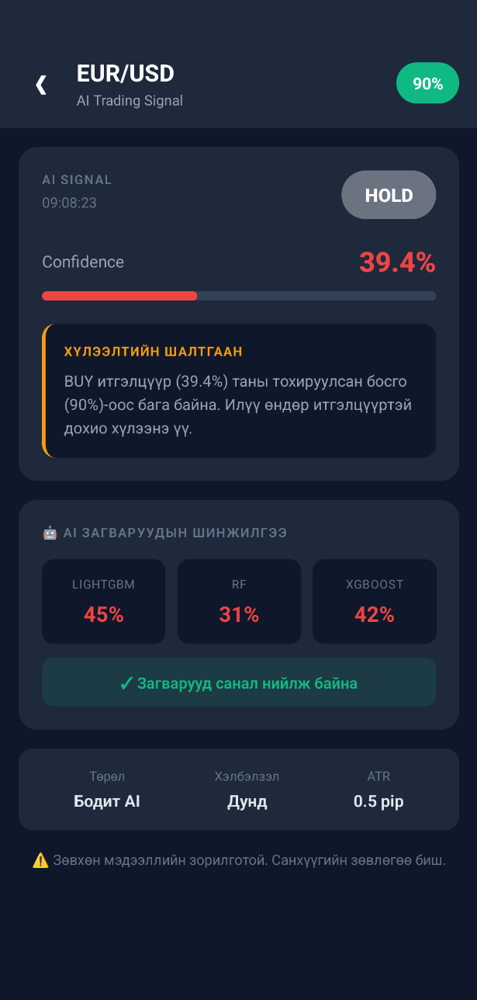 ❮
EUR/USD
AI Trading Signal
90%
AI SIGNAL
09:08:23
HOLD
Confidence
39.4%
ХҮЛЭЭЛТИЙН ШАЛТГААН
BUY итгэлцүүр (39.4%) таны тохируулсан босго
(90%)-оос бага байна. Илүү өндөр итгэлцүүртэй
дохио хүлээнэ үү.
🤖 AI ЗАГВАРУУДЫН ШИНЖИЛГЭЭ
LIGHTGBM
45%
RF
31%
XGBOOST
42%
✓ Загварууд санал нийлж байна
Төрөл
Бодит AI
Хэлбэлзэл
Дунд
ATR
0.5 pip
⚠️ Зөвхөн мэдээллийн зорилготой. Санхүүгийн зөвлөгөө биш.